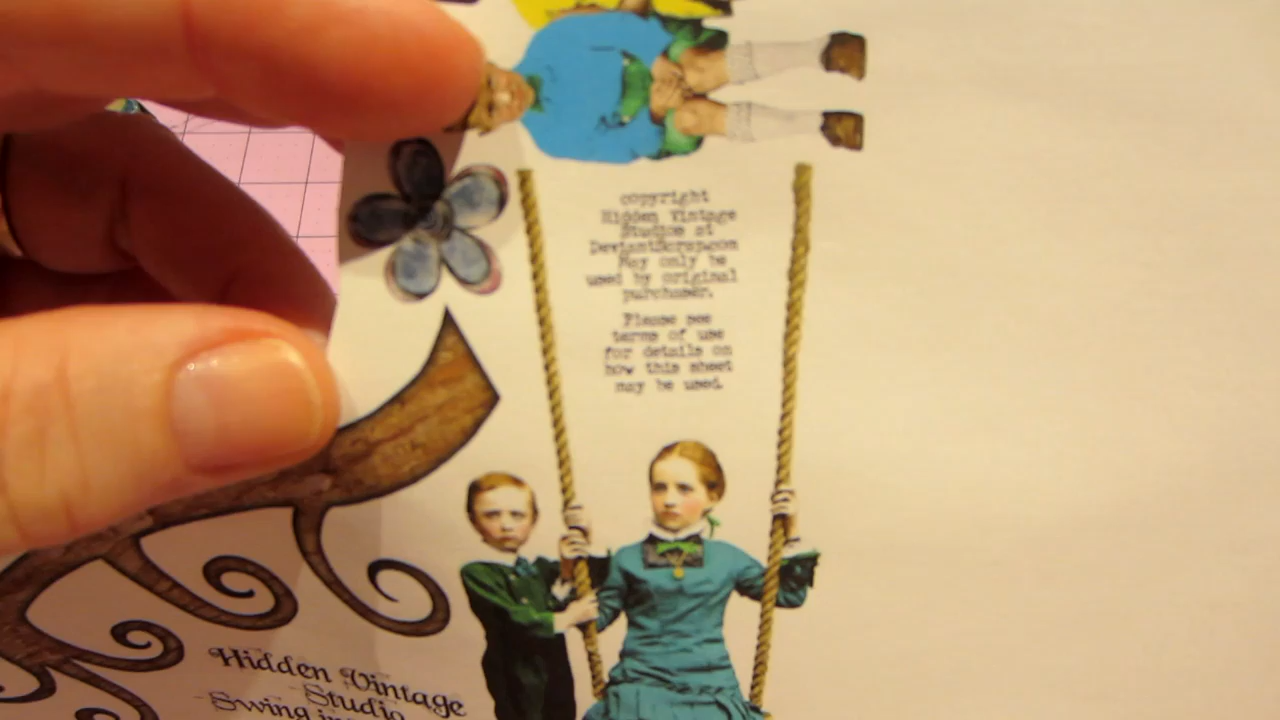 copyright
Hidden Vintage
Studios at
DeviantScrap.com
May only be
used by original
purchaser.
Please see
terms of use
for details on
how this sheet
may be used.
Hidden Vintage
Studio
Swing